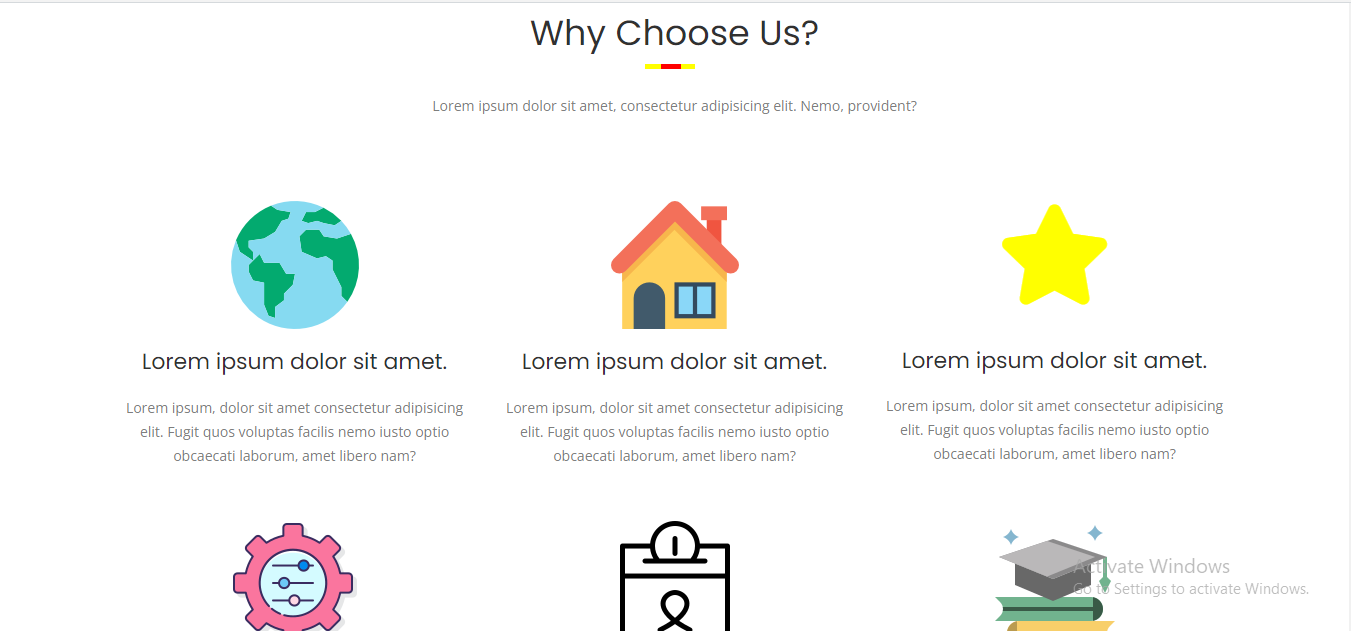 Why Choose Us?
Lorem ipsum dolor sit amet, consectetur adipisicing elit. Nemo, provident?
Lorem ipsum dolor sit amet.
Lorem ipsum, dolor sit amet consectetur adipisicing
elit. Fugit quos voluptas facilis nemo iusto optio
obcaecati laborum, amet libero nam?
Lorem ipsum dolor sit amet.
Lorem ipsum, dolor sit amet consectetur adipisicing
elit. Fugit quos voluptas facilis nemo iusto optio
obcaecati laborum, amet libero nam?
Lorem ipsum dolor sit amet.
Lorem ipsum, dolor sit amet consectetur adipisicing
elit. Fugit quos voluptas facilis nemo iusto optio
obcaecati laborum, amet libero nam?
Activate Windows
Go to Settings to activate Windows.